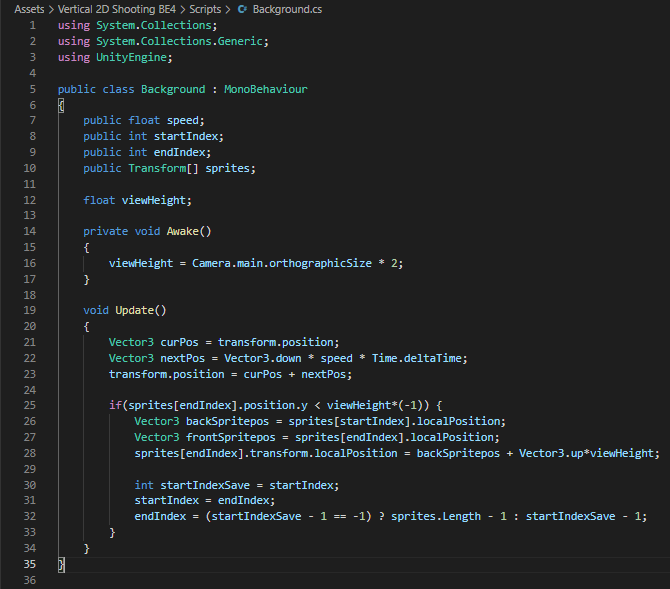 Assets > Vertical 2D Shooting BE4 > Scripts > Background.cs
1 using System.Collections;
2 using System.Collections.Generic;
3 using UnityEngine;
4
5 public class Background : MonoBehaviour
6 {
7     public float speed;
8     public int startIndex;
9     public int endIndex;
10     public Transform[] sprites;
11
12     float viewHeight;
13
14     private void Awake()
15     {
16         viewHeight = Camera.main.orthographicSize * 2;
17     }
18
19     void Update()
20     {
21         Vector3 curPos = transform.position;
22         Vector3 nextPos = Vector3.down * speed * Time.deltaTime;
23         transform.position = curPos + nextPos;
24
25         if(sprites[endIndex].position.y < viewHeight*(-1)) {
26             Vector3 backSpritepos = sprites[startIndex].localPosition;
27             Vector3 frontSpritepos = sprites[endIndex].localPosition;
28             sprites[endIndex].transform.localPosition = backSpritepos + Vector3.up*viewHeight;
29
30             int startIndexSave = startIndex;
31             startIndex = endIndex;
32             endIndex = (startIndexSave - 1 == -1) ? sprites.Length - 1 : startIndexSave - 1;
33         }
34     }
35 }
36